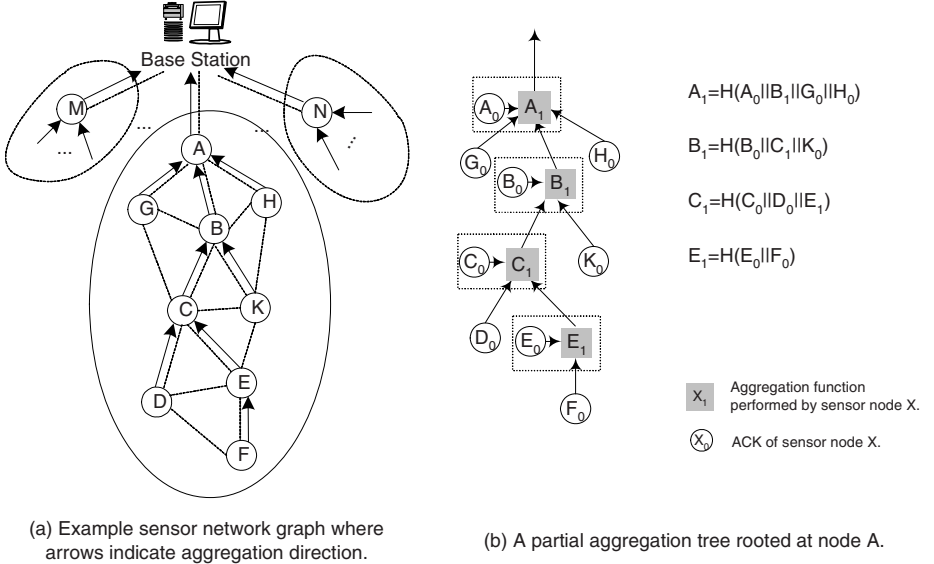 Base Station
M
N
...
...
...
...
...
A
G
H
B
C
K
D
E
F
(a) Example sensor network graph where
arrows indicate aggregation direction.
A₀
A₁
G₀
H₀
B₀
B₁
C₀
C₁
K₀
D₀
E₀
E₁
F₀
A₁=H(A₀||B₁||G₀||H₀)
B₁=H(B₀||C₁||K₀)
C₁=H(C₀||D₀||E₁)
E₁=H(E₀||F₀)
X₁
Aggregation function
performed by sensor node X.
X₀
ACK of sensor node X.
(b) A partial aggregation tree rooted at node A.